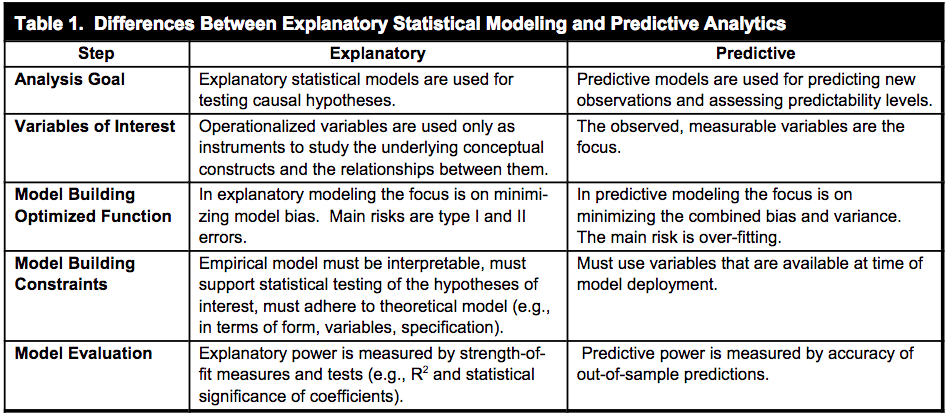 Table 1. Differences Between Explanatory Statistical Modeling and Predictive Analytics
Step
Explanatory
Predictive
Analysis Goal
Explanatory statistical models are used for
testing causal hypotheses.
Predictive models are used for predicting new
observations and assessing predictability levels.
Variables of Interest
Operationalized variables are used only as
instruments to study the underlying conceptual
constructs and the relationships between them.
The observed, measurable variables are the
focus.
Model Building
Optimized Function
In explanatory modeling the focus is on minimi-
zing model bias. Main risks are type I and II
errors.
In predictive modeling the focus is on
minimizing the combined bias and variance.
The main risk is over-fitting.
Model Building
Constraints
Empirical model must be interpretable, must
support statistical testing of the hypotheses of
interest, must adhere to theoretical model (e.g.,
in terms of form, variables, specification).
Must use variables that are available at time of
model deployment.
Model Evaluation
Explanatory power is measured by strength-of-
fit measures and tests (e.g., R² and statistical
significance of coefficients).
Predictive power is measured by accuracy of
out-of-sample predictions.